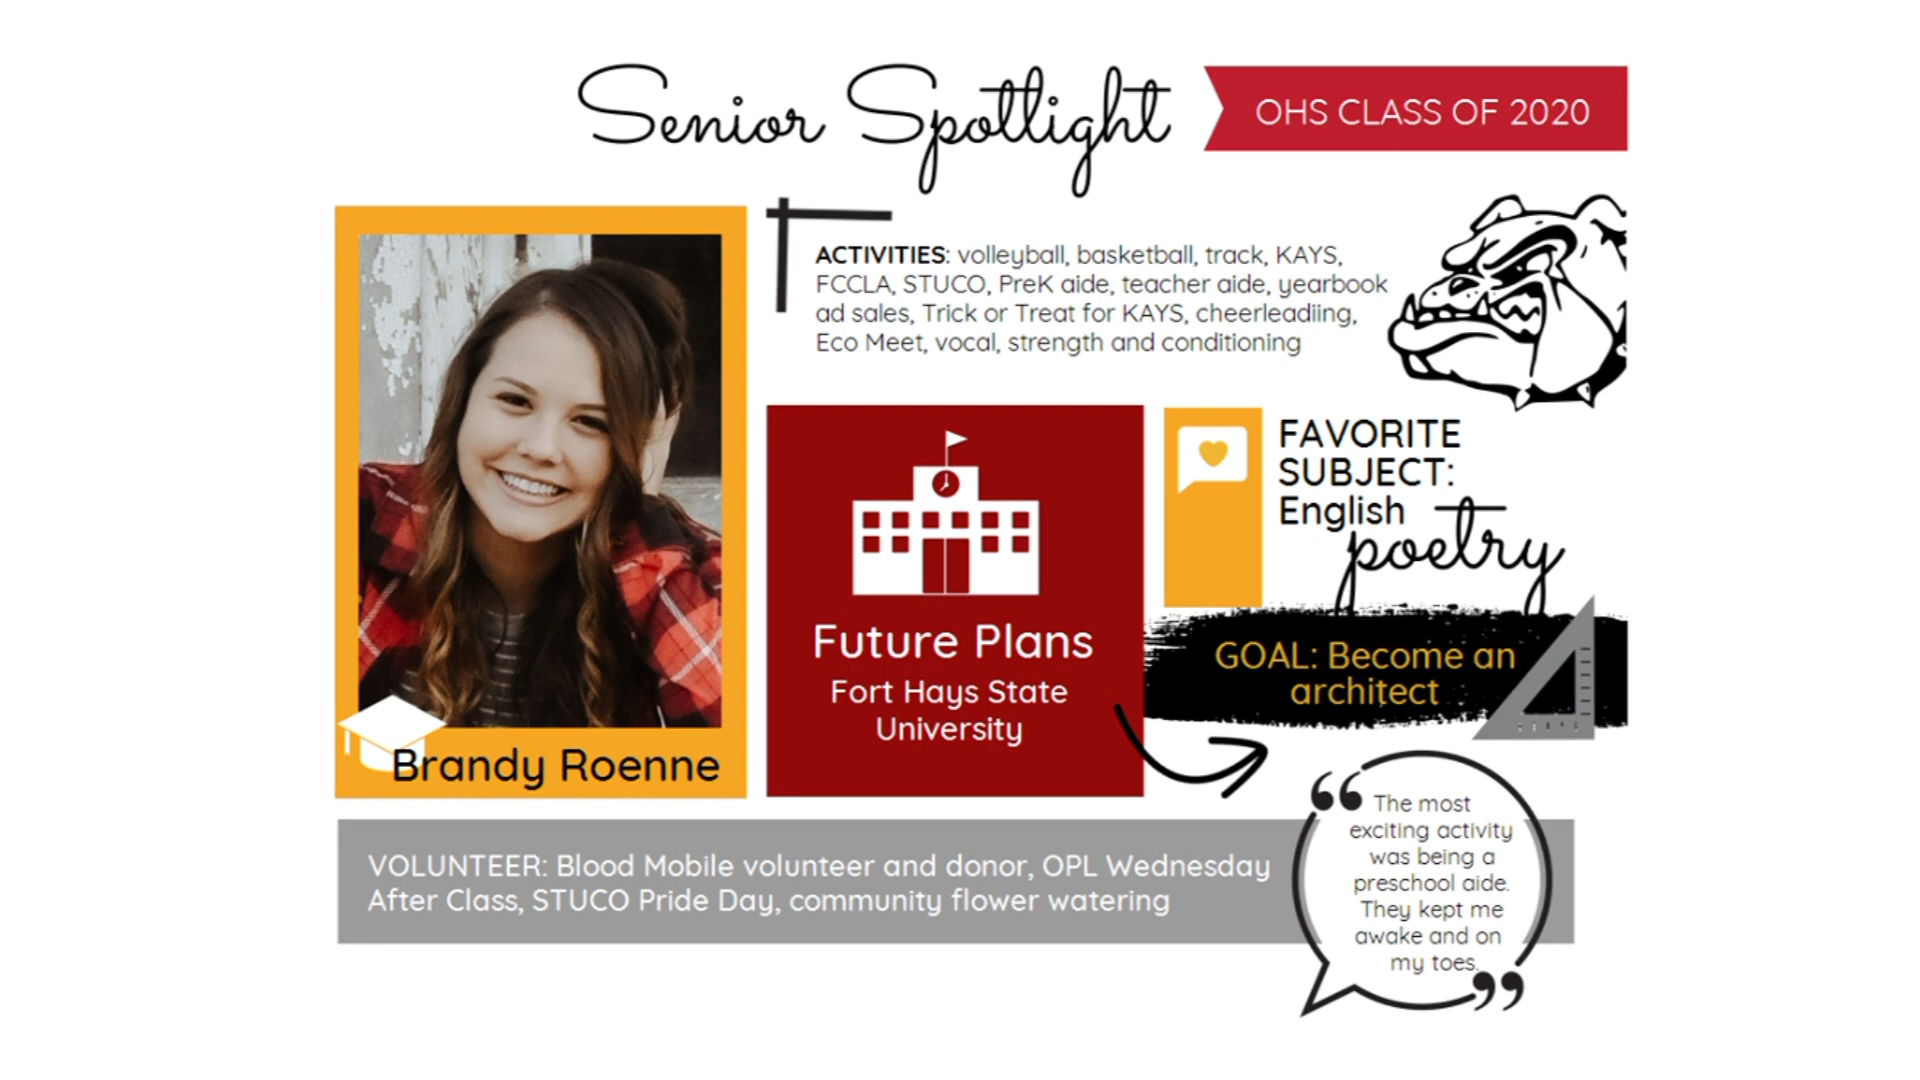 Senior Spotlight
OHS CLASS OF 2020
ACTIVITIES: volleyball, basketball, track, KAYS,
FCCLA, STUCO, PreK aide, teacher aide, yearbook
ad sales, Trick or Treat for KAYS, cheerleadiing,
Eco Meet, vocal, strength and conditioning
FAVORITE
SUBJECT:
English
poetry
Future Plans
Fort Hays State
University
GOAL: Become an
architect
Brandy Roenne
VOLUNTEER: Blood Mobile volunteer and donor, OPL Wednesday
After Class, STUCO Pride Day, community flower watering
“ The most
exciting activity
was being a
preschool aide.
They kept me
awake and on
my toes. ”